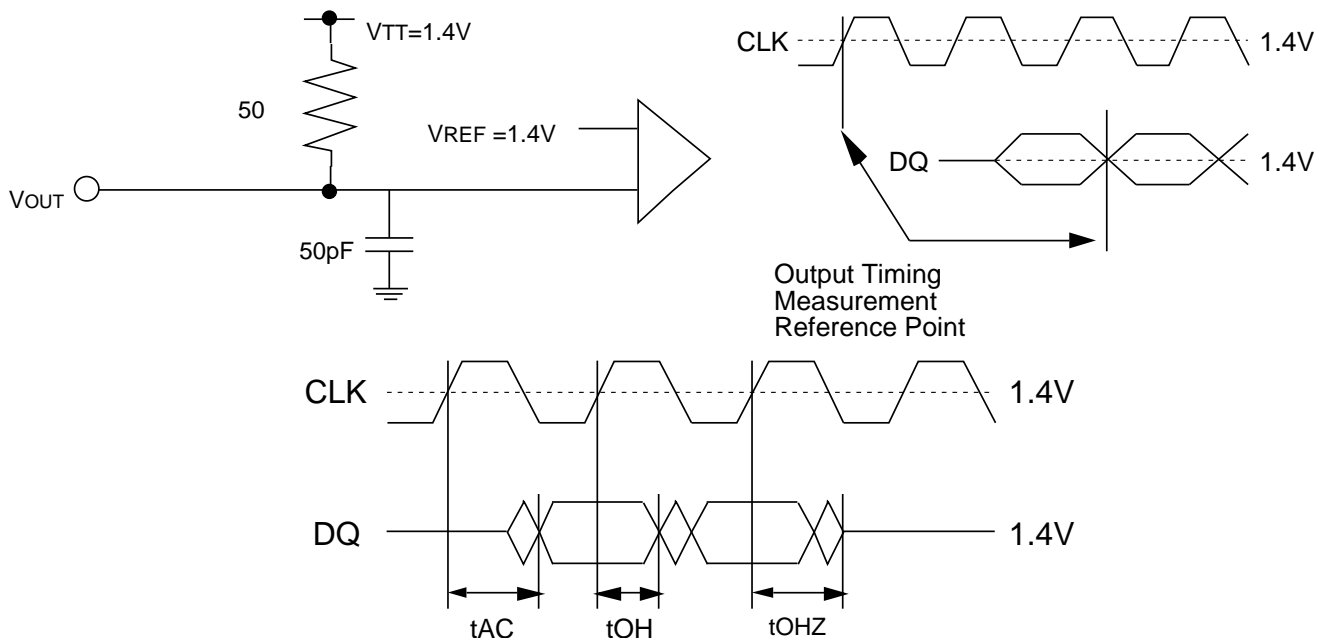 VTT=1.4V
50
VREF =1.4V
VOUT
50pF
CLK
1.4V
DQ
1.4V
Output Timing
Measurement
Reference Point
CLK
1.4V
DQ
1.4V
tAC
tOH
tOHZ